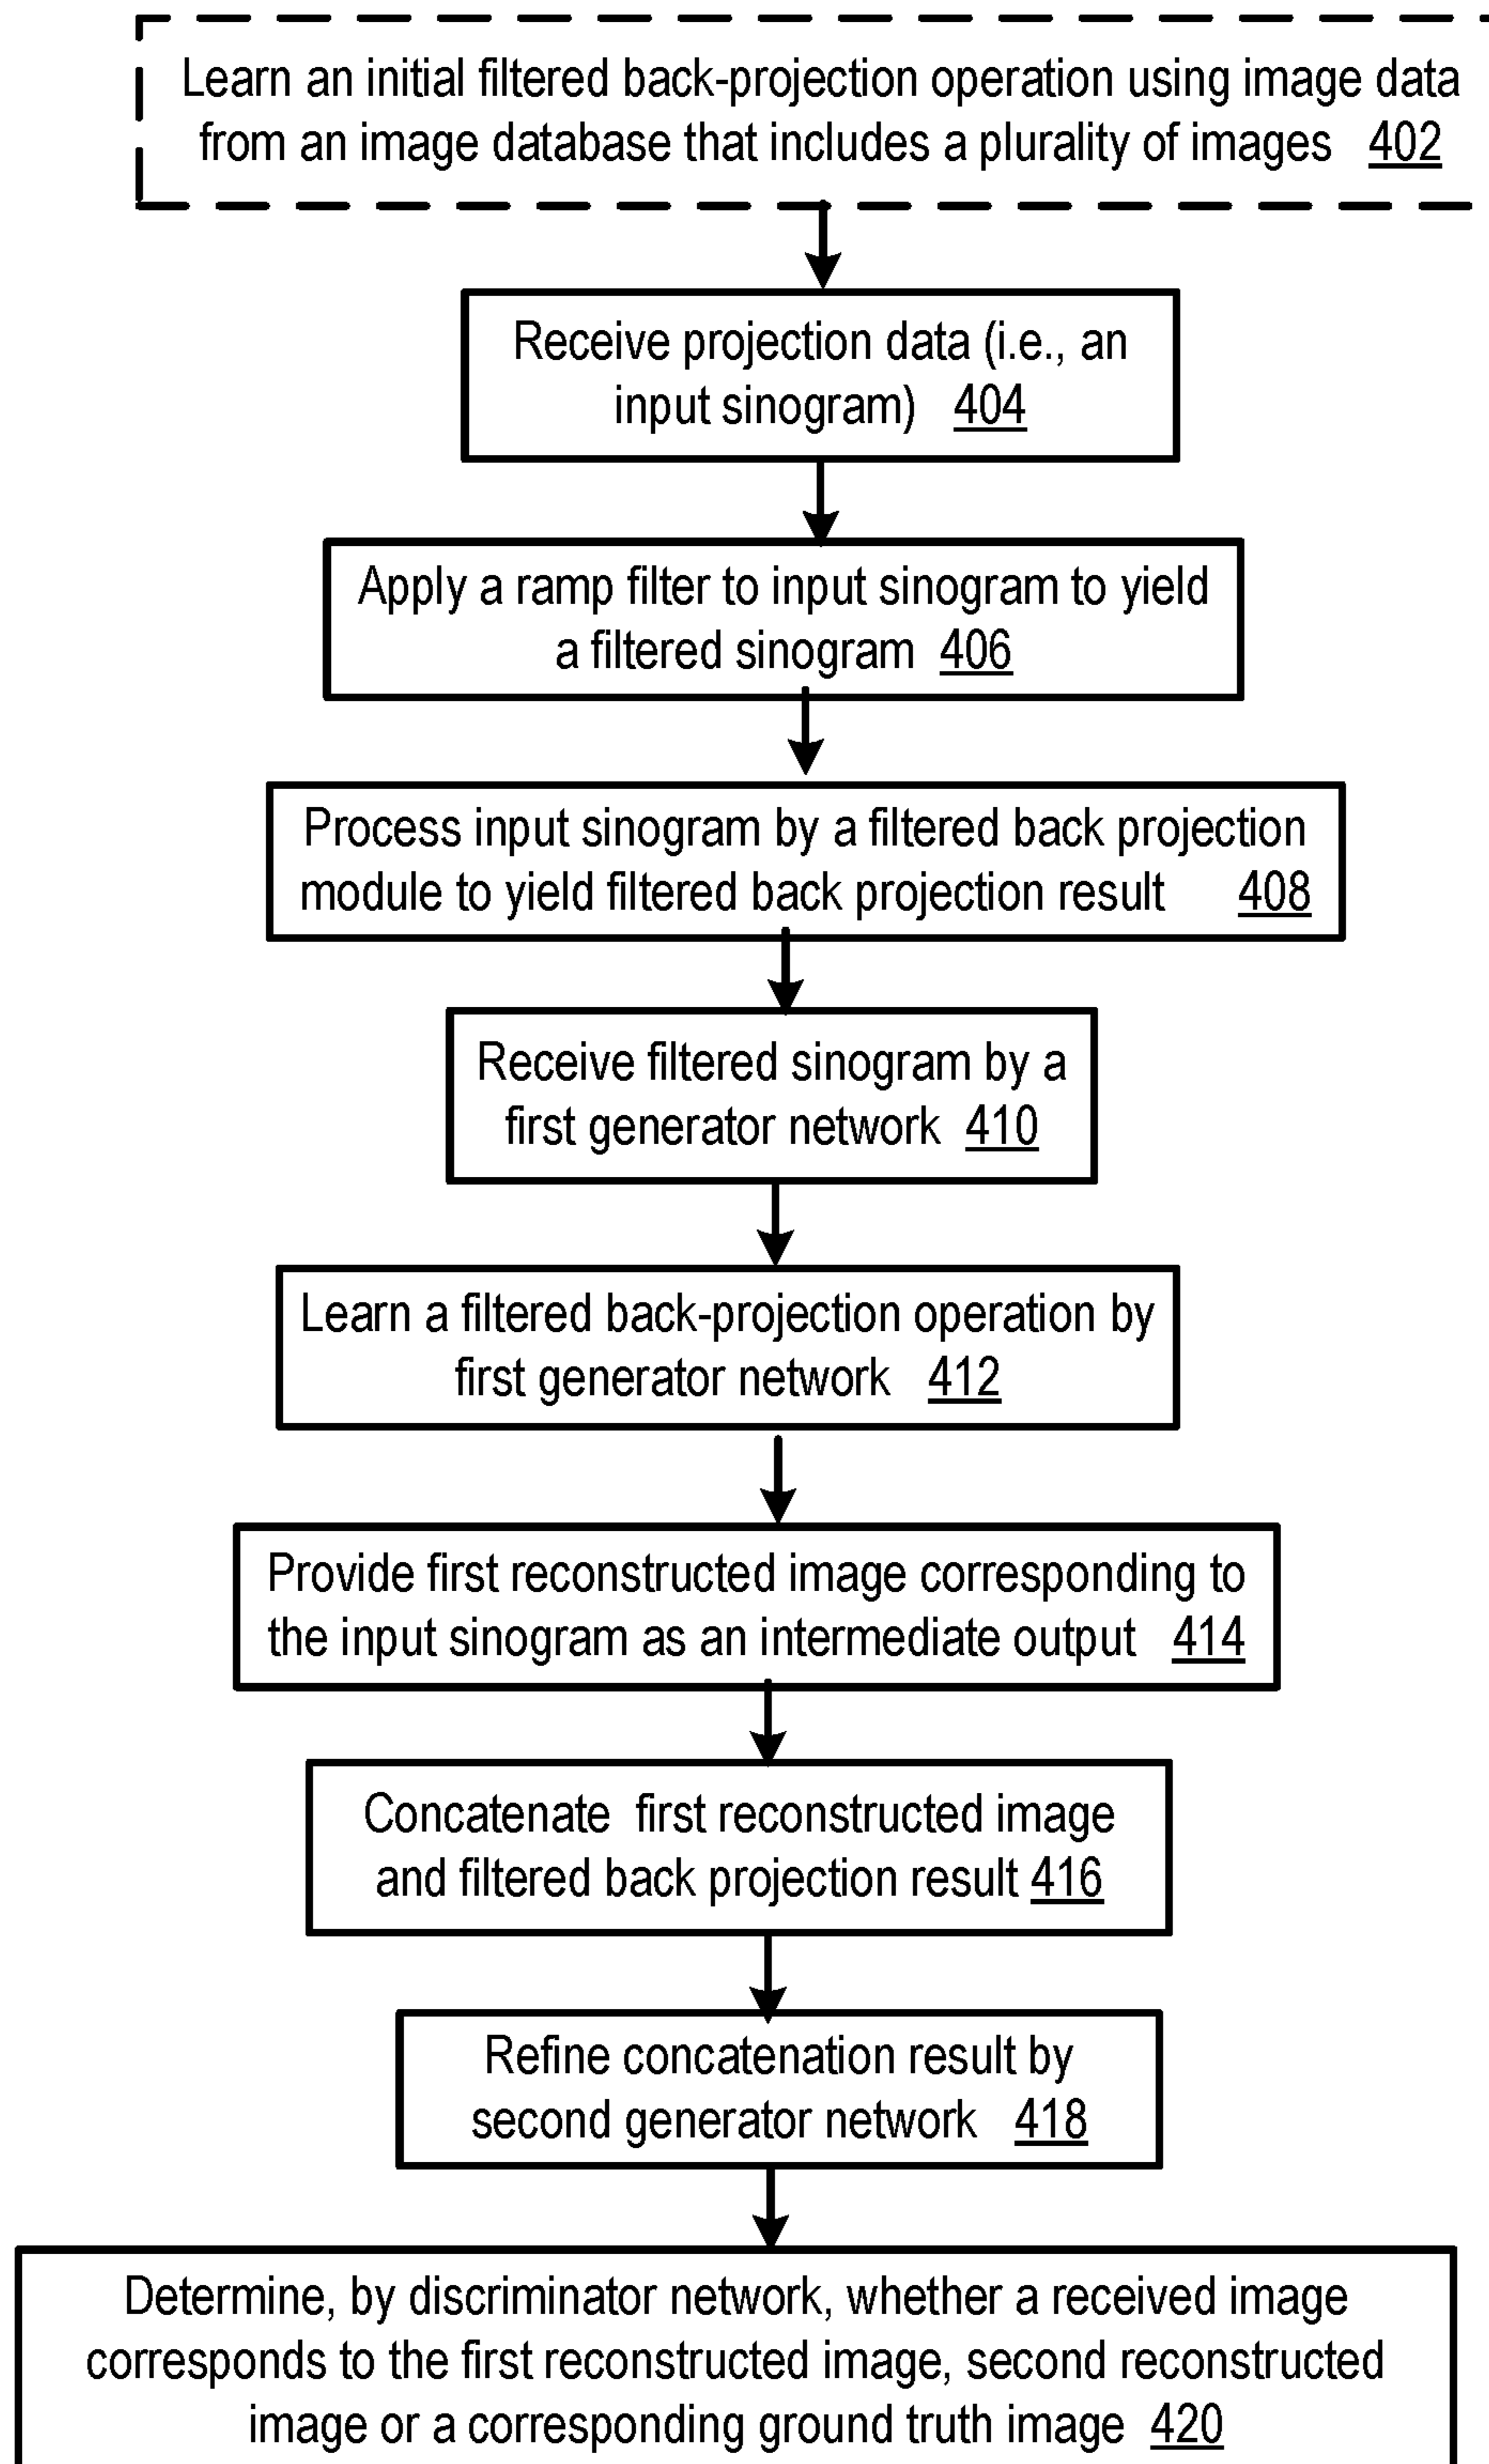 Learn an initial filtered back-projection operation using image data
from an image database that includes a plurality of images 402
Receive projection data (i.e., an
input sinogram) 404
Apply a ramp filter to input sinogram to yield
a filtered sinogram 406
Process input sinogram by a filtered back projection
module to yield filtered back projection result 408
Receive filtered sinogram by a
first generator network 410
Learn a filtered back-projection operation by
first generator network 412
Provide first reconstructed image corresponding to
the input sinogram as an intermediate output 414
Concatenate first reconstructed image
and filtered back projection result 416
Refine concatenation result by
second generator network 418
Determine, by discriminator network, whether a received image
corresponds to the first reconstructed image, second reconstructed
image or a corresponding ground truth image 420